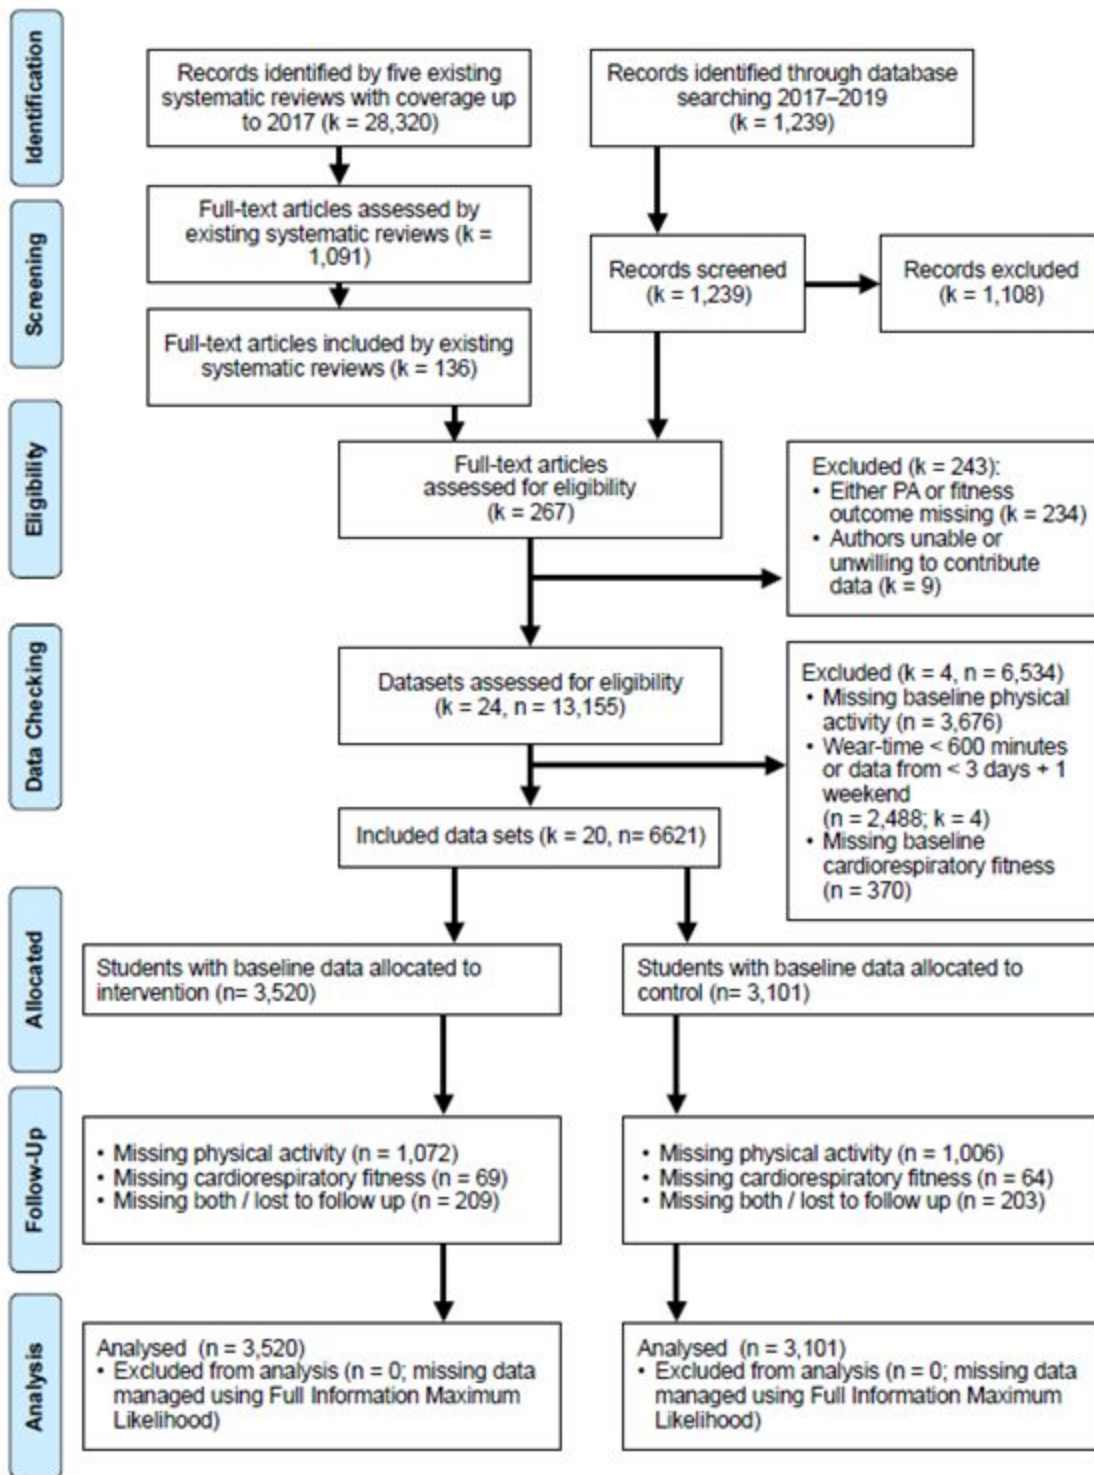 Identification
Records identified by five existing
systematic reviews with coverage up
to 2017 (k = 28,320)
Records identified through database
searching 2017–2019
(k = 1,239)
Screening
Full-text articles assessed by
existing systematic reviews (k =
1,091)
Records screened
(k = 1,239)
Records excluded
(k = 1,108)
Full-text articles included by existing
systematic reviews (k = 136)
Eligibility
Full-text articles
assessed for eligibility
(k = 267)
Excluded (k = 243):
• Either PA or fitness
outcome missing (k = 234)
• Authors unable or
unwilling to contribute
data (k = 9)
Data Checking
Datasets assessed for eligibility
(k = 24, n = 13,155)
Excluded (k = 4, n = 6,534)
• Missing baseline physical
activity (n = 3,676)
• Wear-time < 600 minutes
or data from < 3 days + 1
weekend
(n = 2,488; k = 4)
• Missing baseline
cardiorespiratory fitness
(n = 370)
Included data sets (k = 20, n= 6621)
Allocated
Students with baseline data allocated to
intervention (n= 3,520)
Students with baseline data allocated to
control (n= 3,101)
Follow-Up
• Missing physical activity (n = 1,072)
• Missing cardiorespiratory fitness (n = 69)
• Missing both / lost to follow up (n = 209)
• Missing physical activity (n = 1,006)
• Missing cardiorespiratory fitness (n = 64)
• Missing both / lost to follow up (n = 203)
Analysis
Analysed (n = 3,520)
• Excluded from analysis (n = 0; missing data
managed using Full Information Maximum
Likelihood)
Analysed (n = 3,101)
• Excluded from analysis (n = 0; missing data
managed using Full Information Maximum
Likelihood)